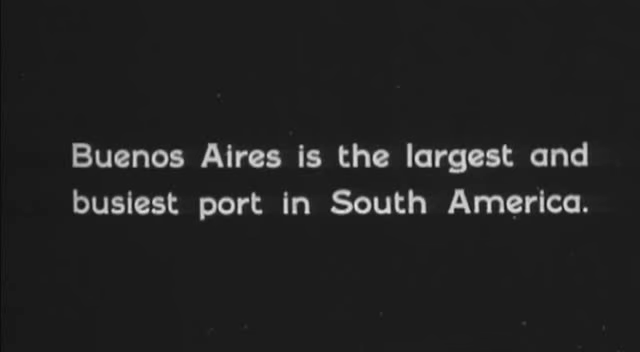 Buenos Aires is the largest and
busiest port in South America.